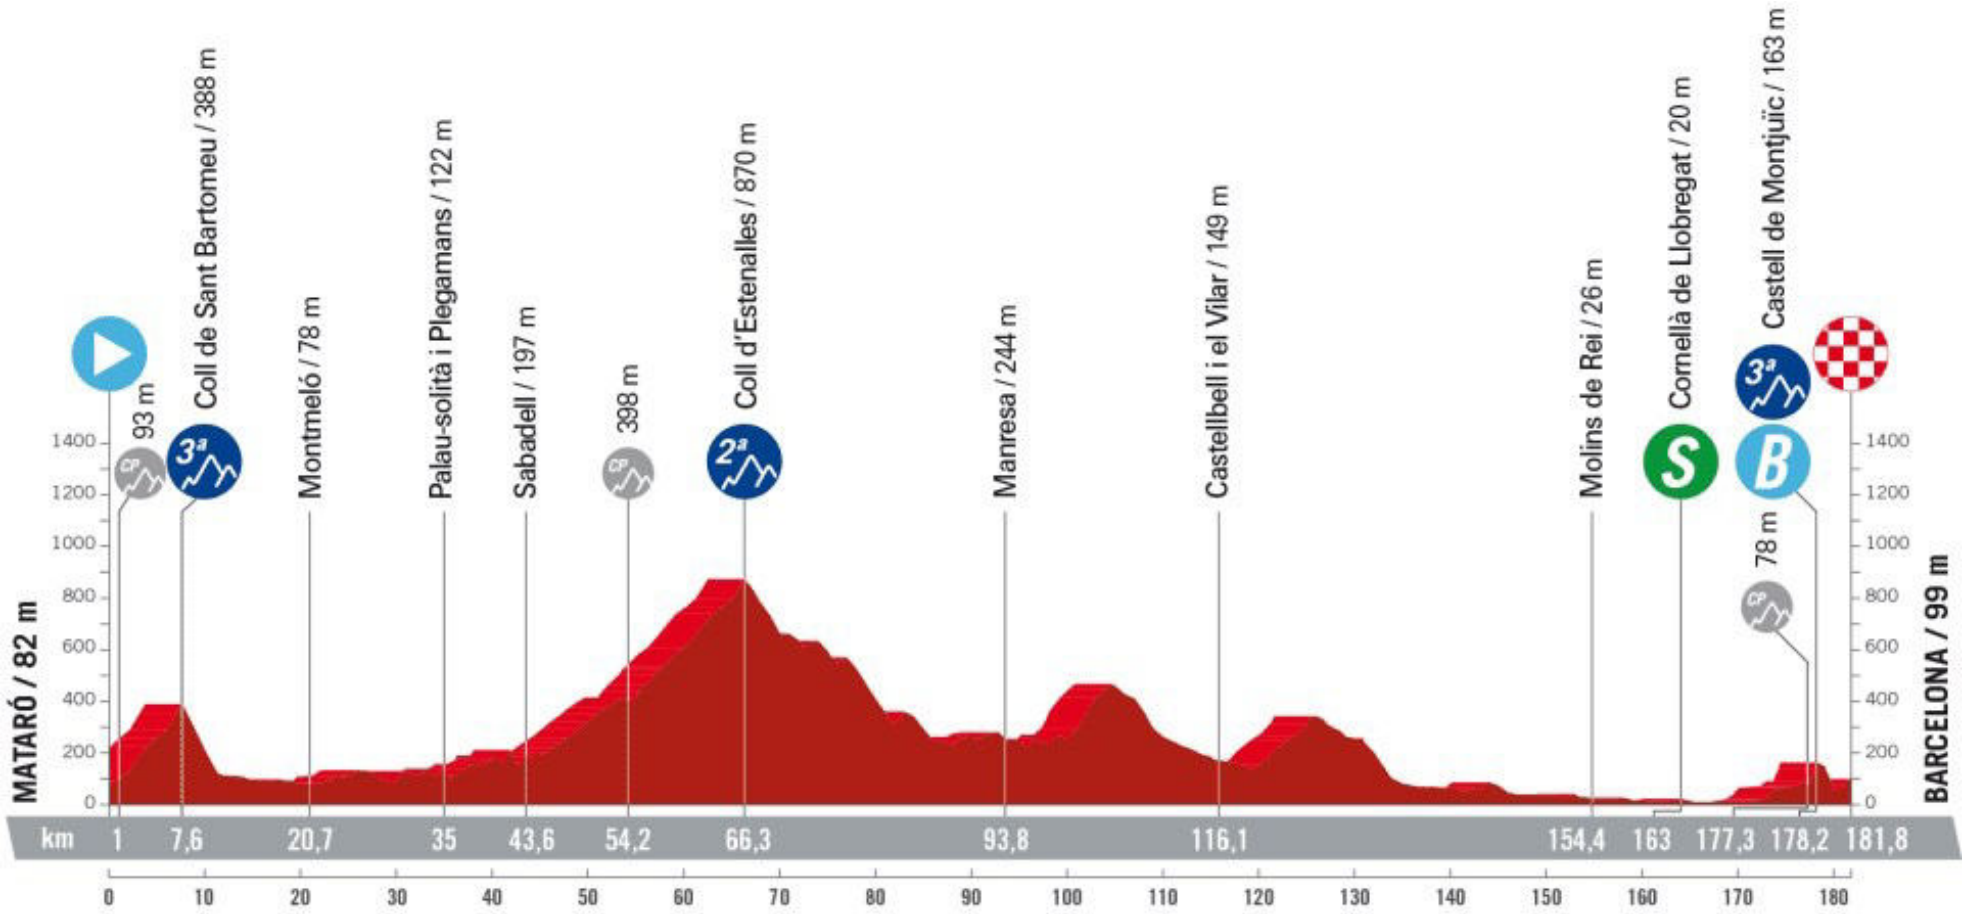 MATARÓ / 82 m
93 m
CP
Coll de Sant Bartomeu / 388 m
3ª
Montmeló / 78 m
Palau-solità i Plegamans / 122 m
Sabadell / 197 m
398 m
CP
Coll d'Estenalles / 870 m
2ª
Manresa / 244 m
Castellbell i el Vilar / 149 m
Molins de Rei / 26 m
Cornellà de Llobregat / 20 m
S
Castell de Montjuïc / 163 m
3ª
B
78 m
CP
BARCELONA / 99 m
1400
1200
1000
800
600
400
200
0
1400
1200
1000
800
600
400
200
0
km 1 7,6 20,7 35 43,6 54,2 66,3 93,8 116,1 154,4 163 177,3 178,2 181,8
0 10 20 30 40 50 60 70 80 90 100 110 120 130 140 150 160 170 180